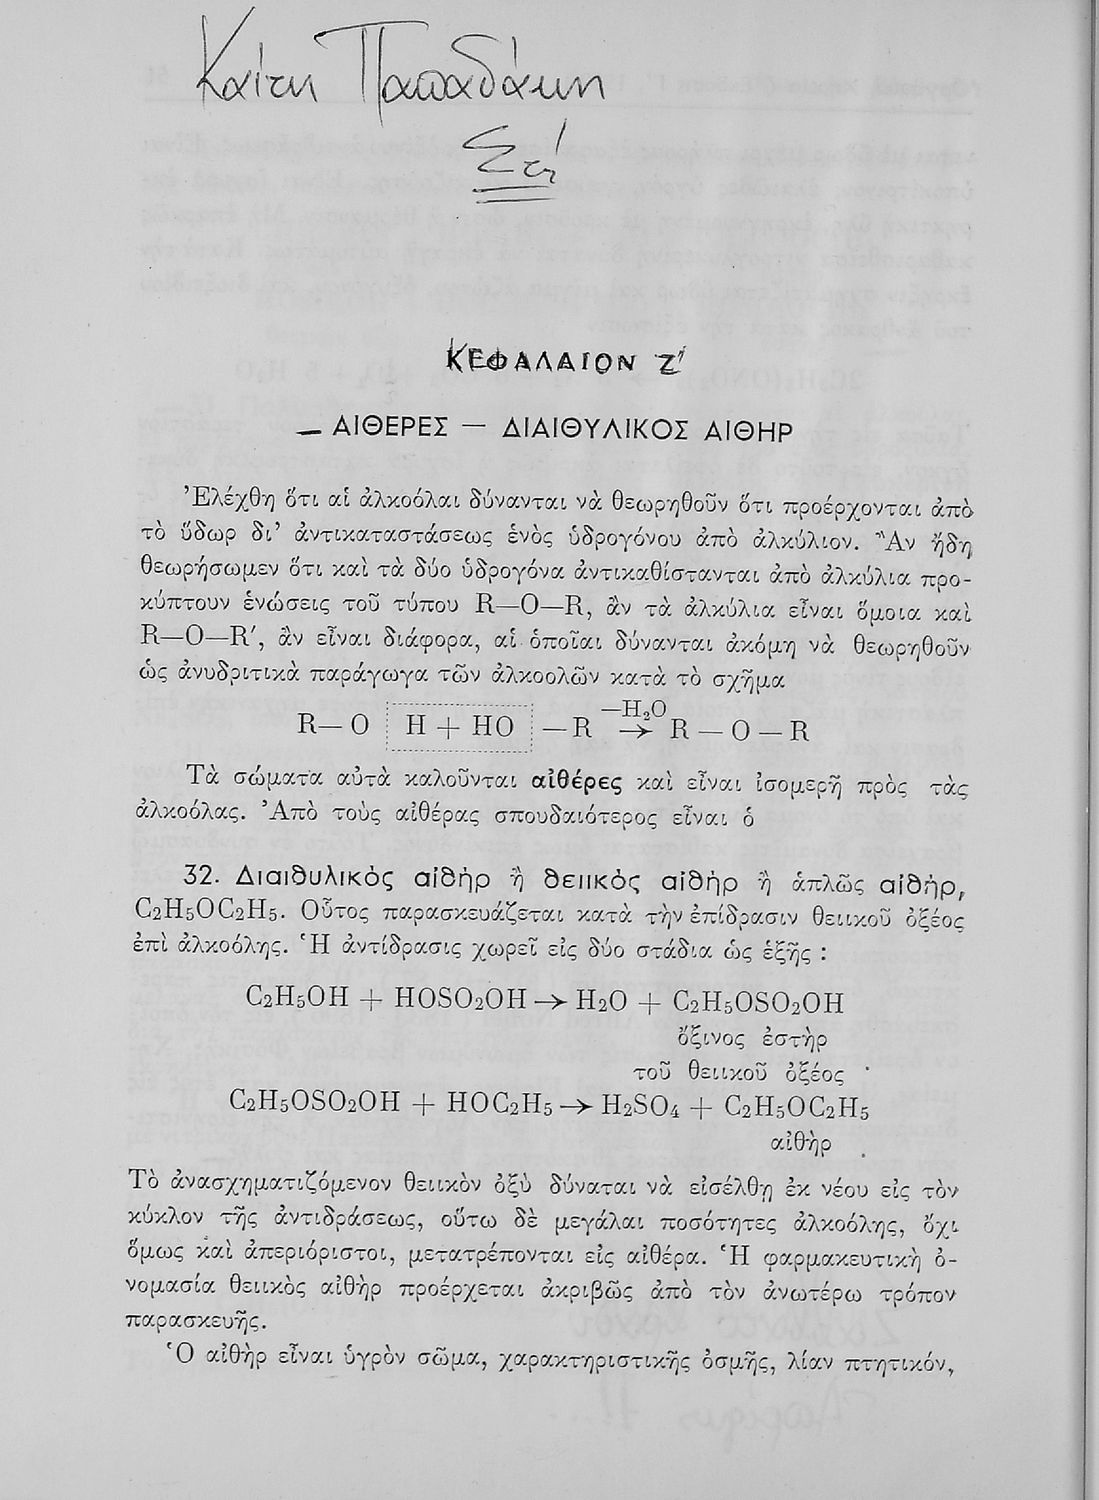 Καίτη Παπαδάκη
ΚΕΦΑΛΑΙΟΝ Ζ'
— ΑΙΘΕΡΕΣ — ΔΙΑΙΘΥΛΙΚΟΣ ΑΙΘΗΡ
Ἐλέχθη ὅτι αἱ ἀλκοόλαι δύνανται νὰ θεωρηθοῦν ὅτι προέρχονται ἀπὸ
τὸ ὕδωρ δι' ἀντικαταστάσεως ἑνὸς ὑδρογόνου ἀπὸ ἀλκύλιον. Ἂν ἤδη
θεωρήσωμεν ὅτι καὶ τὰ δύο ὑδρογόνα ἀντικαθίστανται ἀπὸ ἀλκύλια προ-
κύπτουν ἑνώσεις τοῦ τύπου R—O—R, ἂν τὰ ἀλκύλια εἶναι ὅμοια καὶ
R—O—R', ἂν εἶναι διάφορα, αἱ ὁποῖαι δύνανται ἀκόμη νὰ θεωρηθοῦν
ὡς ἀνυδριτικὰ παράγωγα τῶν ἀλκοολῶν κατὰ τὸ σχῆμα
—H2O
R—O H + HO —R → R — O — R
Τὰ σώματα αὐτὰ καλοῦνται αἰθέρες καὶ εἶναι ἰσομερῆ πρὸς τὰς
ἀλκοόλας. Ἀπὸ τοὺς αἰθέρας σπουδαιότερος εἶναι ὁ
32. Διαιθυλικὸς αἰθὴρ ἢ θειικὸς αἰθὴρ ἢ ἁπλῶς αἰθήρ,
C2H5OC2H5. Οὗτος παρασκευάζεται κατὰ τὴν ἐπίδρασιν θειικοῦ ὀξέος
ἐπὶ ἀλκοόλης. Ἡ ἀντίδρασις χωρεῖ εἰς δύο στάδια ὡς ἑξῆς :
C2H5OH + HOSO2OH → H2O + C2H5OSO2OH
ὄξινος ἐστὴρ
τοῦ θειικοῦ ὀξέος
C2H5OSO2OH + HOC2H5 → H2SO4 + C2H5OC2H5
αἰθὴρ
Τὸ ἀνασχηματιζόμενον θειικὸν ὀξὺ δύναται νὰ εἰσέλθῃ ἐκ νέου εἰς τὸν
κύκλον τῆς ἀντιδράσεως, οὕτω δὲ μεγάλαι ποσότητες ἀλκοόλης, ὄχι
ὅμως καὶ ἀπεριόριστοι, μετατρέπονται εἰς αἰθέρα. Ἡ φαρμακευτικὴ ὀ-
νομασία θειικὸς αἰθὴρ προέρχεται ἀκριβῶς ἀπὸ τὸν ἀνωτέρω τρόπον
παρασκευῆς.
Ὁ αἰθὴρ εἶναι ὑγρὸν σῶμα, χαρακτηριστικῆς ὀσμῆς, λίαν πτητικόν,